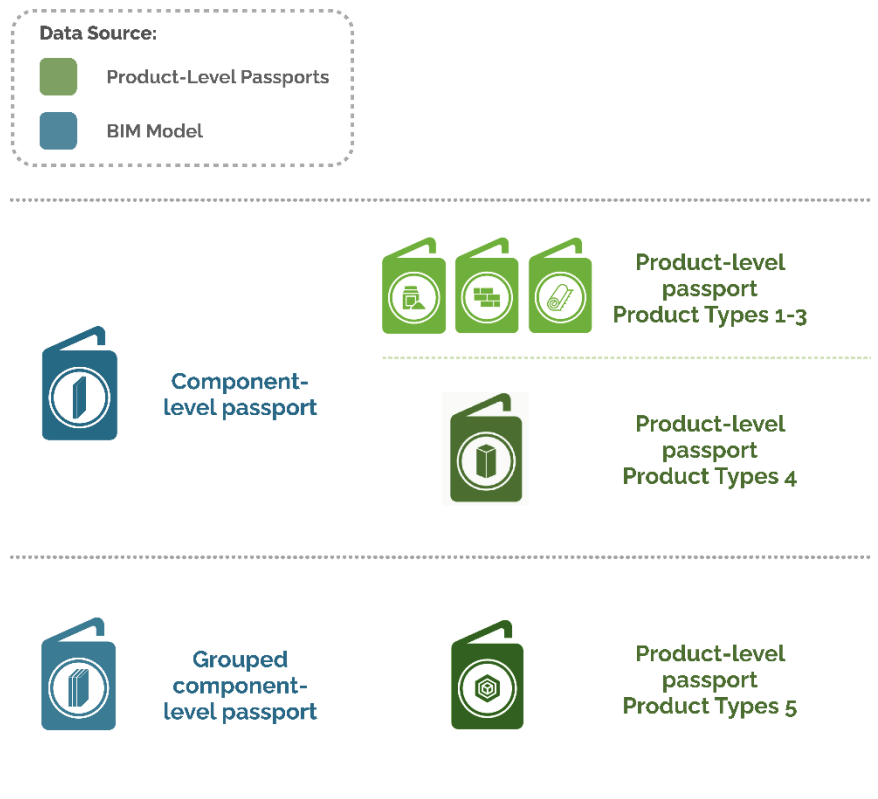 Data Source:
Product-Level Passports
BIM Model
Product-level
passport
Product Types 1-3
Component-
level passport
Product-level
passport
Product Types 4
Grouped
component-
level passport
Product-level
passport
Product Types 5